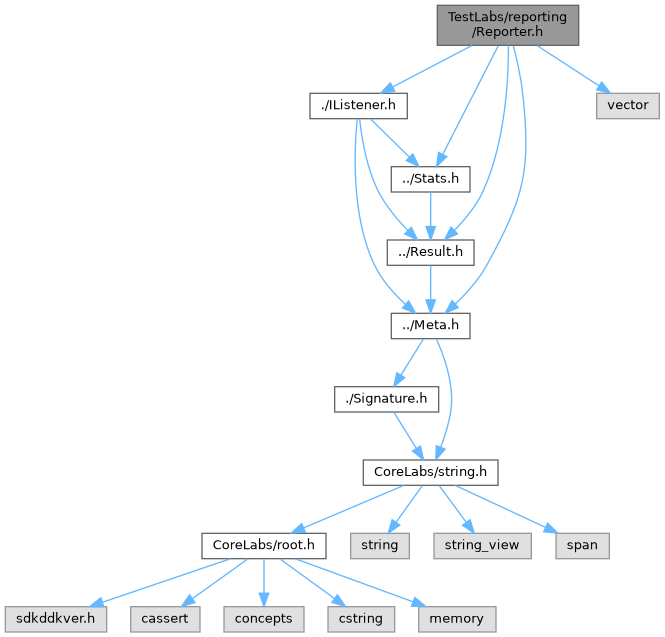 TestLabs/reporting
/Reporter.h
./IListener.h
vector
../Stats.h
../Result.h
../Meta.h
./Signature.h
CoreLabs/string.h
CoreLabs/root.h
string
string_view
span
sdkddkver.h
cassert
concepts
cstring
memory